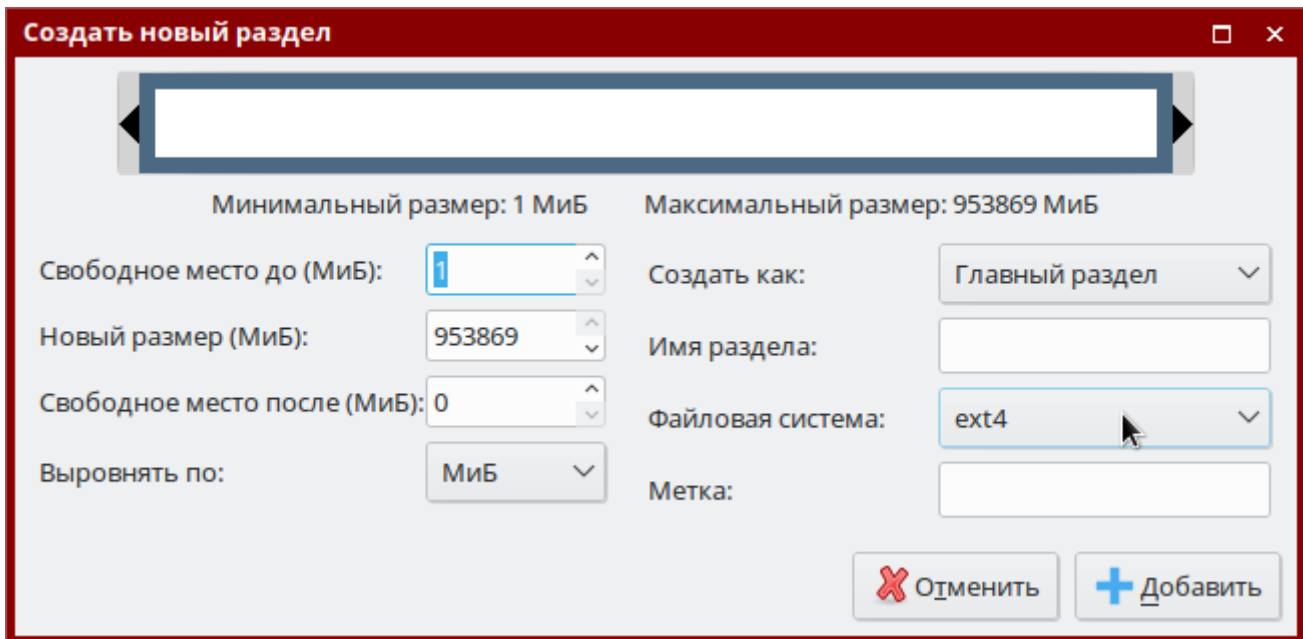 Создать новый раздел
Минимальный размер: 1 МиБ
Максимальный размер: 953869 МиБ
Свободное место до (МиБ): 1
Создать как: Главный раздел
Новый размер (МиБ): 953869
Имя раздела:
Свободное место после (МиБ): 0
Файловая система: ext4
Выровнять по: МиБ
Метка:
Отменить
Добавить